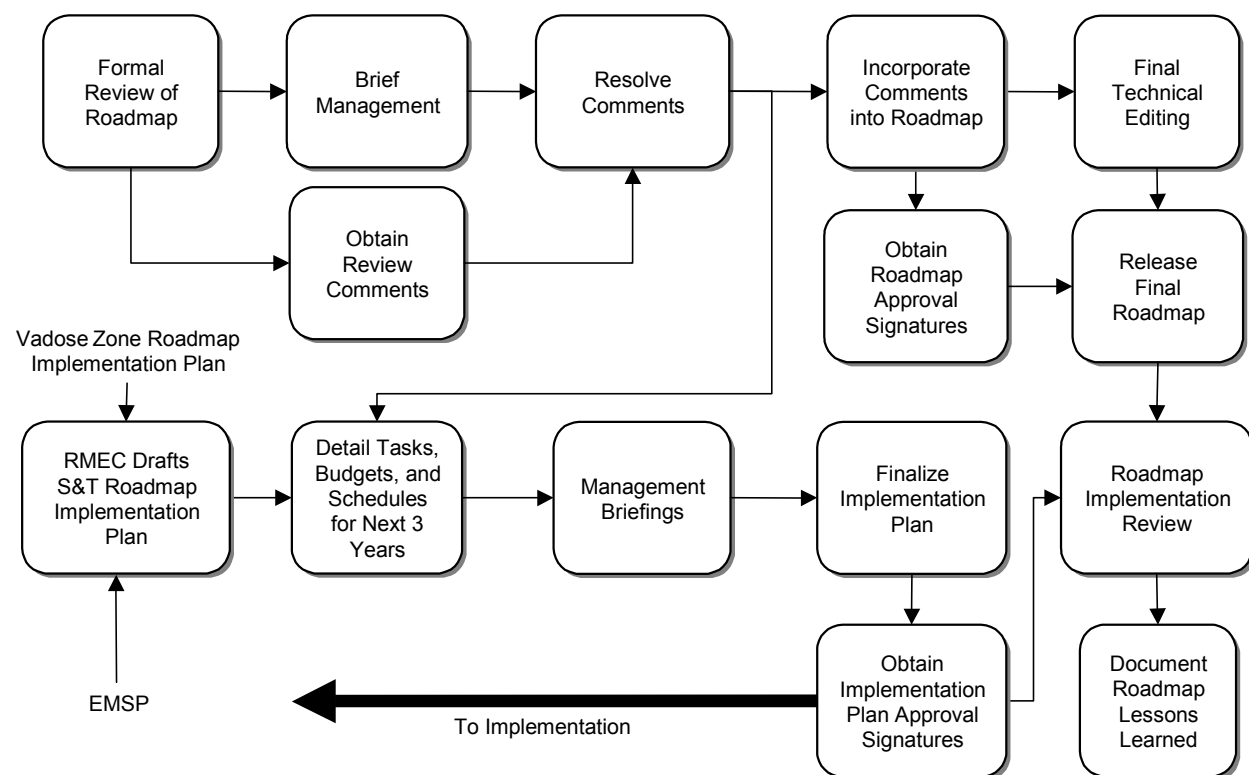 Formal
Review of
Roadmap
Brief
Management
Resolve
Comments
Incorporate
Comments
into Roadmap
Final
Technical
Editing
Obtain
Review
Comments
Obtain
Roadmap
Approval
Signatures
Release
Final
Roadmap
Vadose Zone Roadmap
Implementation Plan
RMEC Drafts
S&T Roadmap
Implementation
Plan
Detail Tasks,
Budgets, and
Schedules
for Next 3
Years
Management
Briefings
Finalize
Implementation
Plan
Roadmap
Implementation
Review
EMSP
To Implementation
Obtain
Implementation
Plan Approval
Signatures
Document
Roadmap
Lessons
Learned